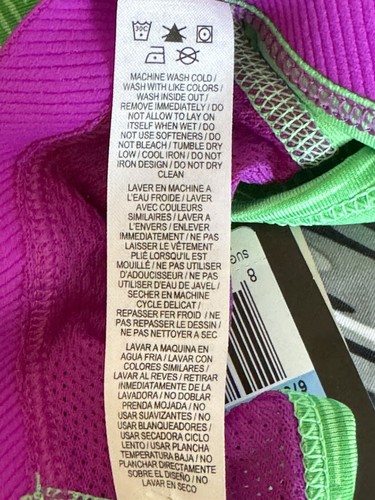 30C
MACHINE WASH COLD /
WASH WITH LIKE COLORS /
WASH INSIDE OUT /
REMOVE IMMEDIATELY / DO
NOT ALLOW TO LAY ON
ITSELF WHEN WET / DO
NOT USE SOFTENERS / DO
NOT BLEACH / TUMBLE DRY
LOW / COOL IRON / DO NOT
IRON DESIGN / DO NOT DRY
CLEAN
LAVER EN MACHINE A
L'EAU FROIDE / LAVER
AVEC COULEURS
SIMILAIRES / LAVER A
L'ENVERS / ENLEVER
IMMEDIATEMENT / NE PAS
LAISSER LE VÊTEMENT
PLIÉ LORSQU'IL EST
MOUILLÉ / NE PAS UTILISER
D'ADOUCISSEUR / NE PAS
UTILISER D'EAU DE JAVEL /
SECHER EN MACHINE
CYCLE DELICAT /
REPASSER FER FROID / NE
PAS REPASSER LE DESSIN /
NE PAS NETTOYER A SEC
LAVAR A MAQUINA EN
AGUA FRIA / LAVAR CON
COLORES SIMILARES /
LAVAR AL REVES / RETIRAR
INMEDIATAMENTE DE LA
LAVADORA / NO DOBLAR
PRENDA MOJADA / NO
USAR SUAVIZANTES / NO
USAR BLANQUEADORES /
USAR SECADORA CICLO
LENTO / USAR PLANCHA
TEMPERATURA BAJA / NO
PLANCHAR DIRECTAMENTE
SOBRE EL DISEÑO / NO
LAVAR EN SECO
SUG
8